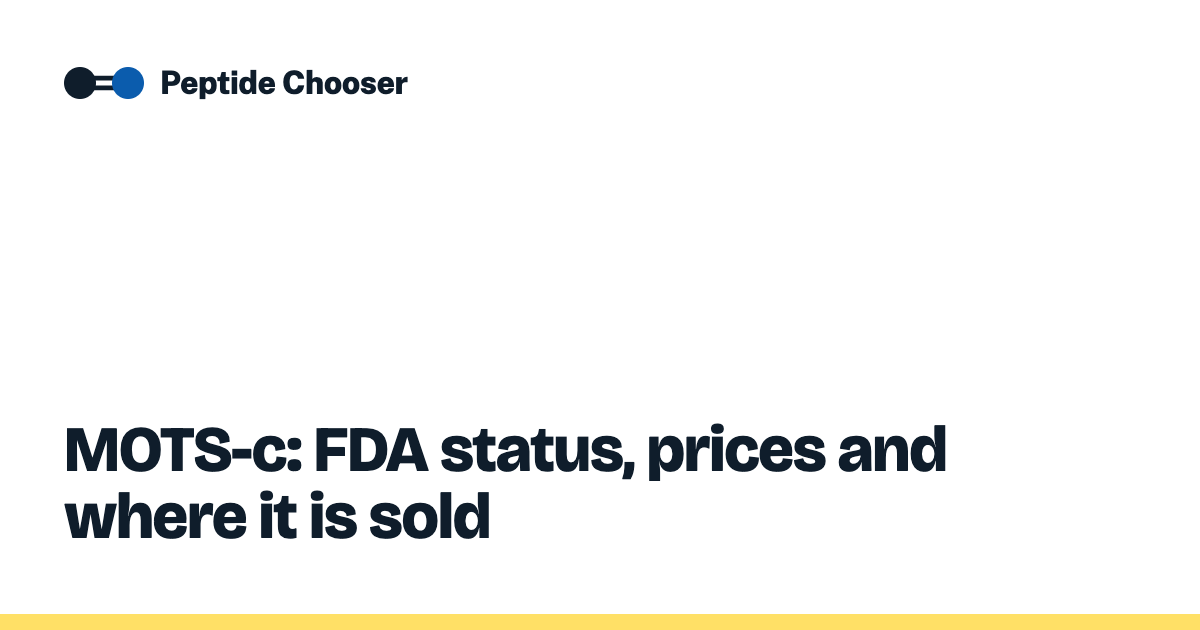 Peptide Chooser
MOTS-c: FDA status, prices and
where it is sold